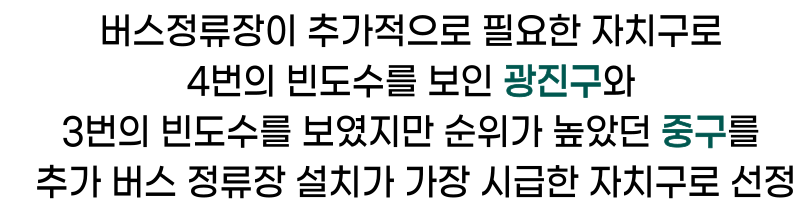 버스정류장이 추가적으로 필요한 자치구로
4번의 빈도수를 보인 광진구와
3번의 빈도수를 보였지만 순위가 높았던 중구를
추가 버스 정류장 설치가 가장 시급한 자치구로 선정